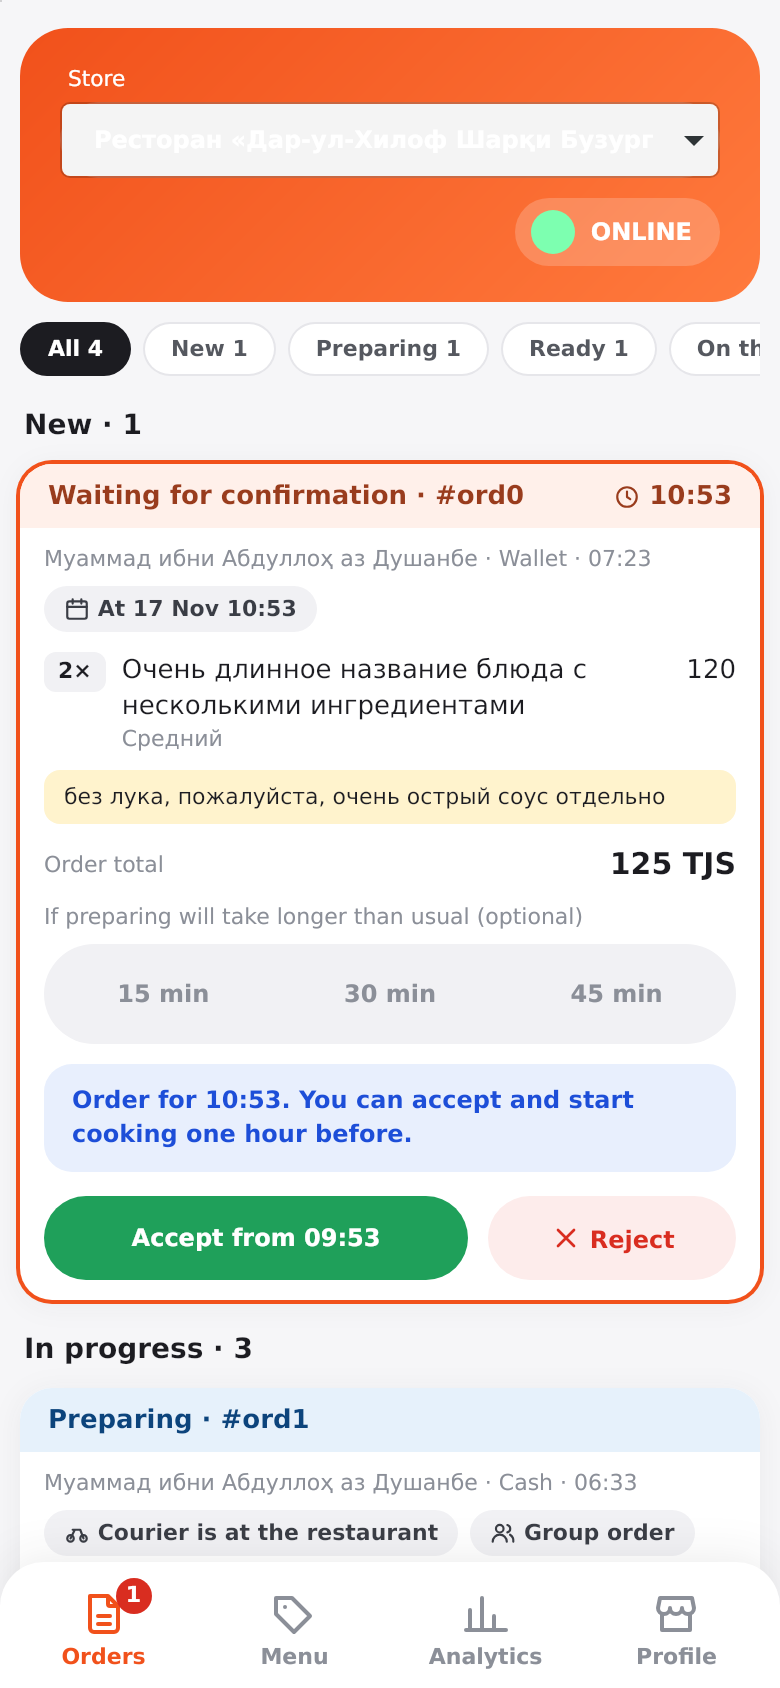 Store
Ресторан «Дар-ул-Хилоф Шарқи Бузург
ONLINE
All 4
New 1
Preparing 1
Ready 1
On th
New · 1
Waiting for confirmation · #ord0
10:53
Муаммад ибни Абдуллоҳ аз Душанбе · Wallet · 07:23
At 17 Nov 10:53
2×
Очень длинное название блюда с
120
несколькими ингредиентами
Средний
без лука, пожалуйста, очень острый соус отдельно
Order total
125 TJS
If preparing will take longer than usual (optional)
15 min
30 min
45 min
Order for 10:53. You can accept and start
cooking one hour before.
Accept from 09:53
Reject
In progress · 3
Preparing · #ord1
Муаммад ибни Абдуллоҳ аз Душанбе · Cash · 06:33
Courier is at the restaurant
Group order
1
Orders
Menu
Analytics
Profile